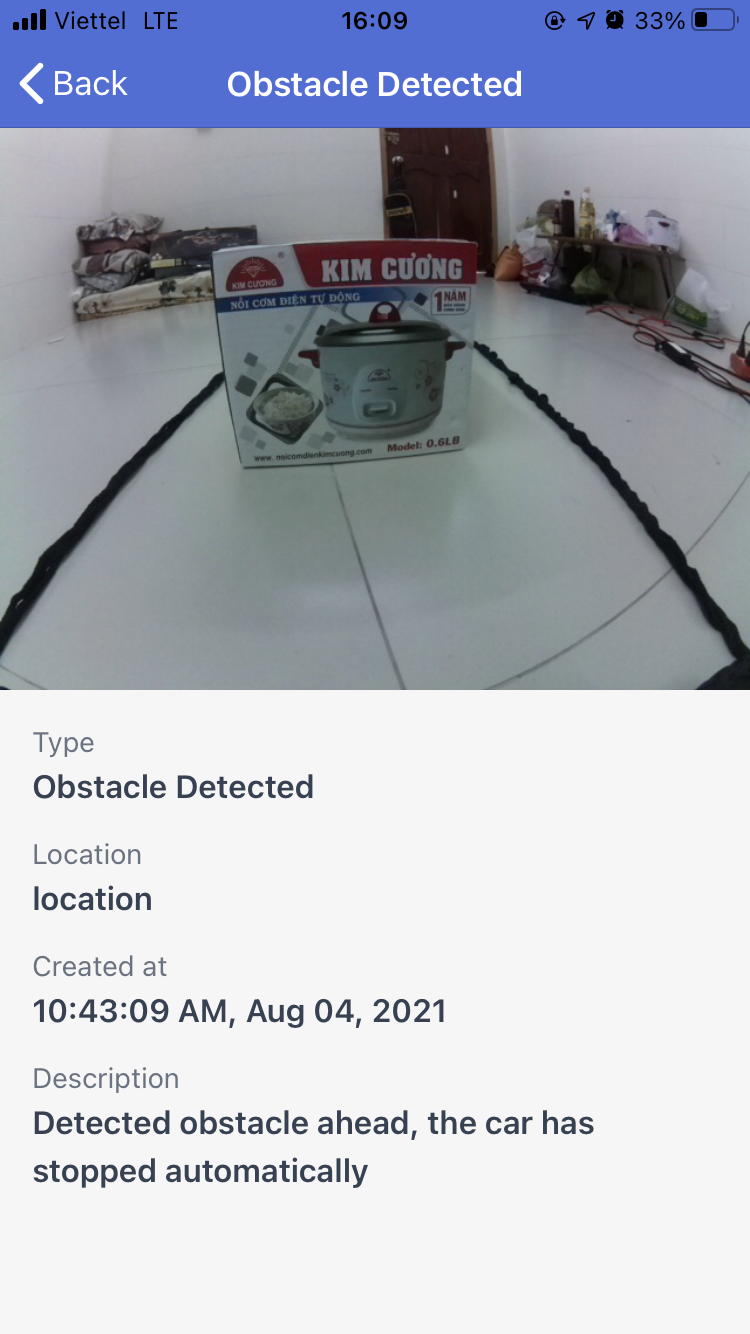 Viettel LTE 16:09 33%
Back Obstacle Detected
KIM CƯƠNG
KIM CƯƠNG
NỒI CƠM ĐIỆN TỰ ĐỘNG
1 NĂM
www. noicomdienkimcuong.com
Model: 0.6LB
Type
Obstacle Detected
Location
location
Created at
10:43:09 AM, Aug 04, 2021
Description
Detected obstacle ahead, the car has
stopped automatically